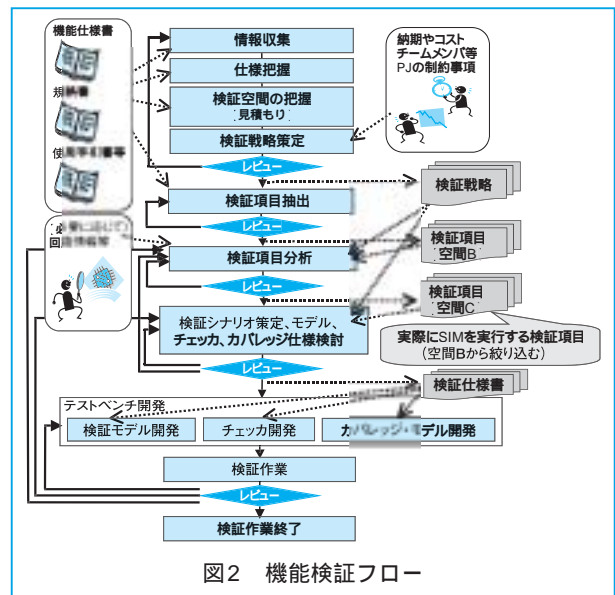 機能仕様書
規格書
情報収集
仕様把握
検証空間の把握
見積もり
検証戦略策定
レビュー
納期やコスト
チームメンバ等
PJの制約事項
検証項目抽出
レビュー
検証戦略
検証項目分析
レビュー
検証項目
空間B
検証シナリオ策定、モデル、
チェッカ、カバレッジ仕様検討
検証項目
空間C
実際にSIMを実行する検証項目
(空間Bから絞り込む)
レビュー
検証仕様書
テストベンチ開発
検証モデル開発
チェッカ開発
カバレッジ・モデル開発
検証作業
レビュー
検証作業終了
図2 機能検証フロー